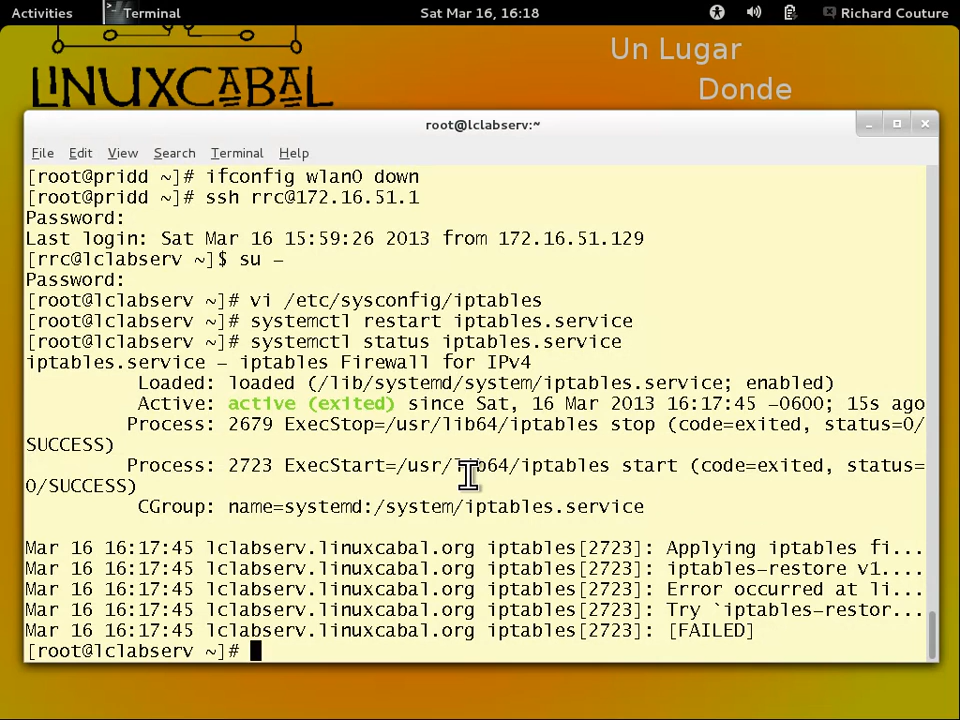 Activities
Terminal
Sat Mar 16, 16:18
Richard Couture
Un Lugar
Donde
LINUXCABAL
root@lclabserv:~
File Edit View Search Terminal Help
[root@pridd ~]# ifconfig wlan0 down
[root@pridd ~]# ssh rrc@172.16.51.1
Password:
Last login: Sat Mar 16 15:59:26 2013 from 172.16.51.129
[rrc@lclabserv ~]$ su -
Password:
[root@lclabserv ~]# vi /etc/sysconfig/iptables
[root@lclabserv ~]# systemctl restart iptables.service
[root@lclabserv ~]# systemctl status iptables.service
iptables.service - iptables Firewall for IPv4
Loaded: loaded (/lib/systemd/system/iptables.service; enabled)
Active: active (exited) since Sat, 16 Mar 2013 16:17:45 -0600; 15s ago
Process: 2679 ExecStop=/usr/lib64/iptables stop (code=exited, status=0/
SUCCESS)
Process: 2723 ExecStart=/usr/lib64/iptables start (code=exited, status=
0/SUCCESS)
CGroup: name=systemd:/system/iptables.service
Mar 16 16:17:45 lclabserv.linuxcabal.org iptables[2723]: Applying iptables fi...
Mar 16 16:17:45 lclabserv.linuxcabal.org iptables[2723]: iptables-restore v1....
Mar 16 16:17:45 lclabserv.linuxcabal.org iptables[2723]: Error occurred at li...
Mar 16 16:17:45 lclabserv.linuxcabal.org iptables[2723]: Try `iptables-restor...
Mar 16 16:17:45 lclabserv.linuxcabal.org iptables[2723]: [FAILED]
[root@lclabserv ~]#